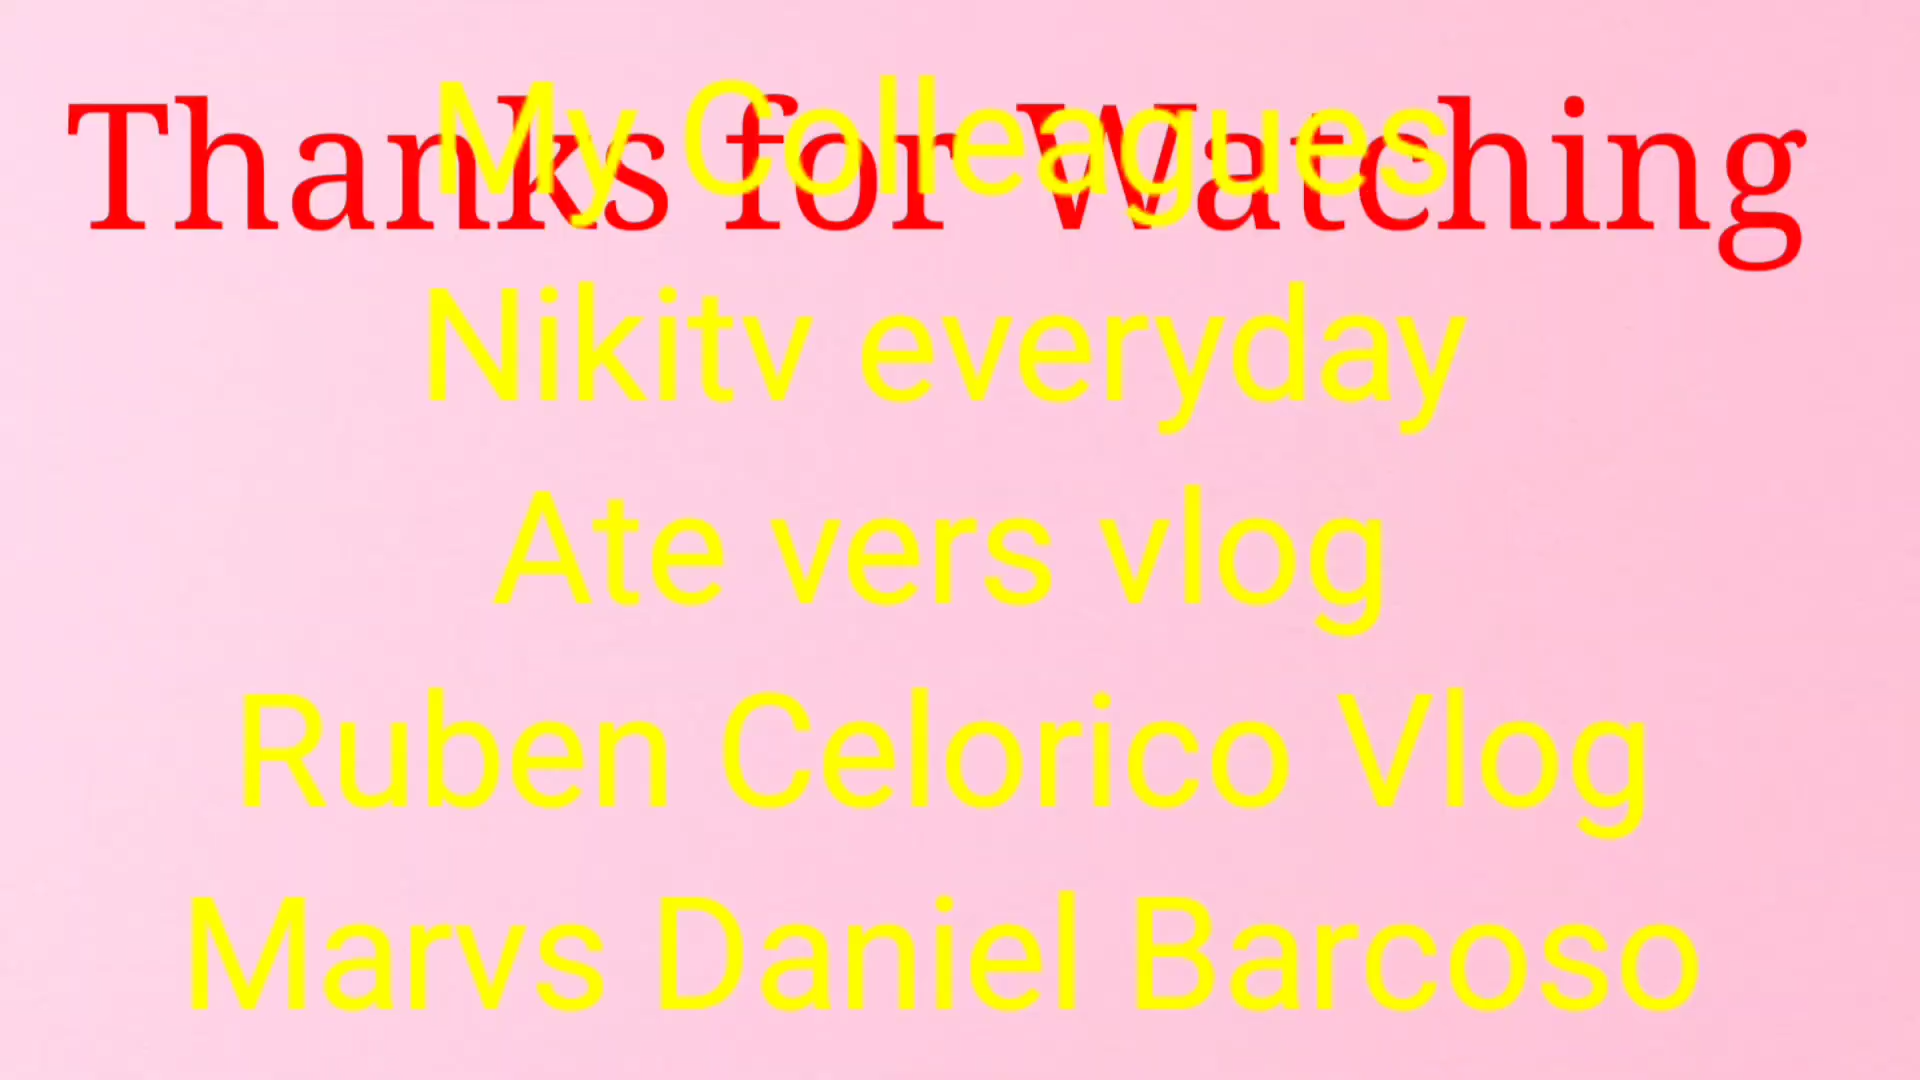 Thanks for Watching
My Colleagues
Nikitv everyday
Ate vers vlog
Ruben Celorico Vlog
Marvs Daniel Barcoso